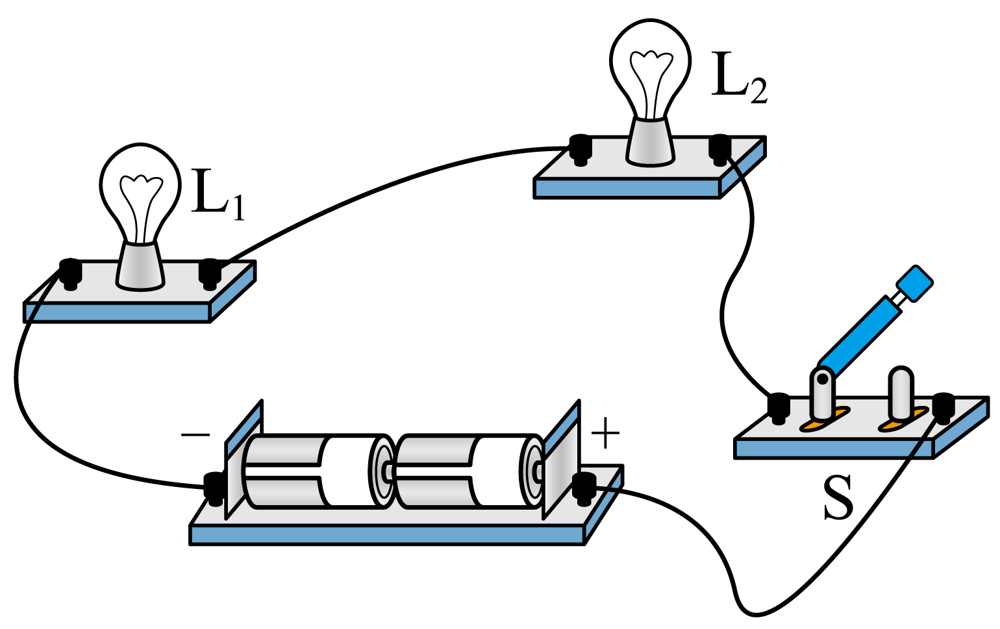 L₂
L₁
− +
S